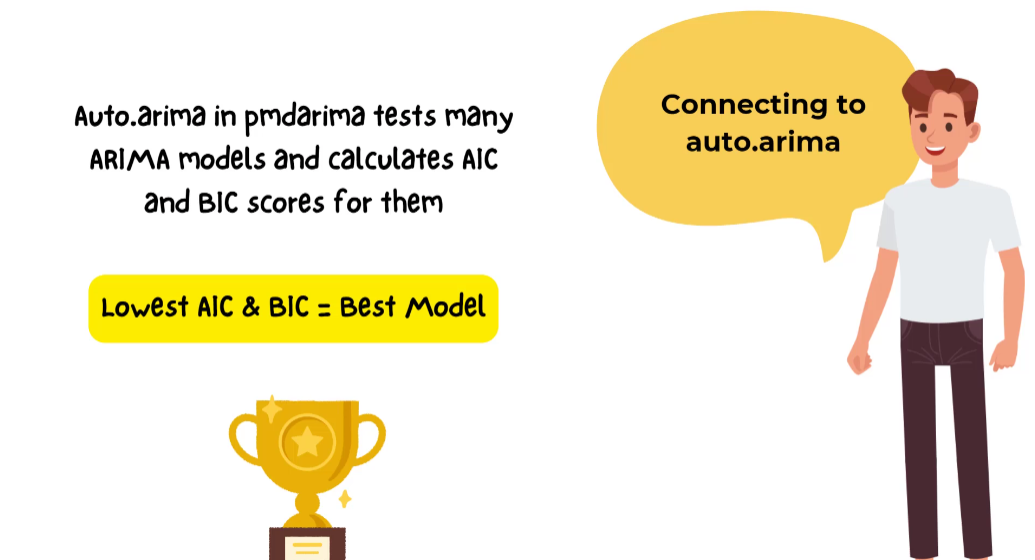 Auto.arima in pmdarima tests many
ARIMA models and calculates AIC
and BIC scores for them
Lowest AIC & BIC = Best Model
Connecting to
auto.arima